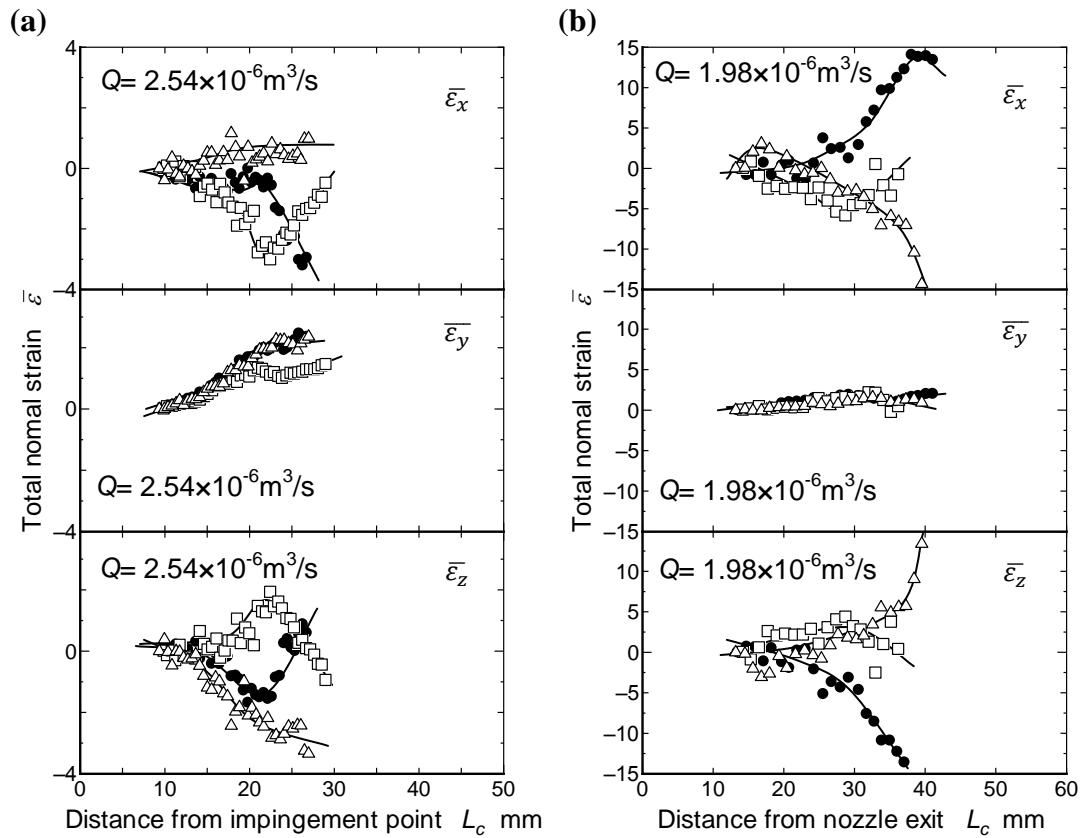 (a)
4
0
−4
Q= 2.54×10⁻⁶m³/s
ε̅x
0
−4
Q= 2.54×10⁻⁶m³/s
ε̅y
0
−4
Q= 2.54×10⁻⁶m³/s
ε̅z
0 10 20 30 40 50
Total nomal strain ε̅
Distance from impingement point Lc mm
(b)
15
10
5
0
−5
−10
−15
Q= 1.98×10⁻⁶m³/s
ε̅x
10
5
0
−5
−10
−15
Q= 1.98×10⁻⁶m³/s
ε̅y
10
5
0
−5
−10
−15
Q= 1.98×10⁻⁶m³/s
ε̅z
0 10 20 30 40 50 60
Total nomal strain ε̅
Distance from nozzle exit Lc mm